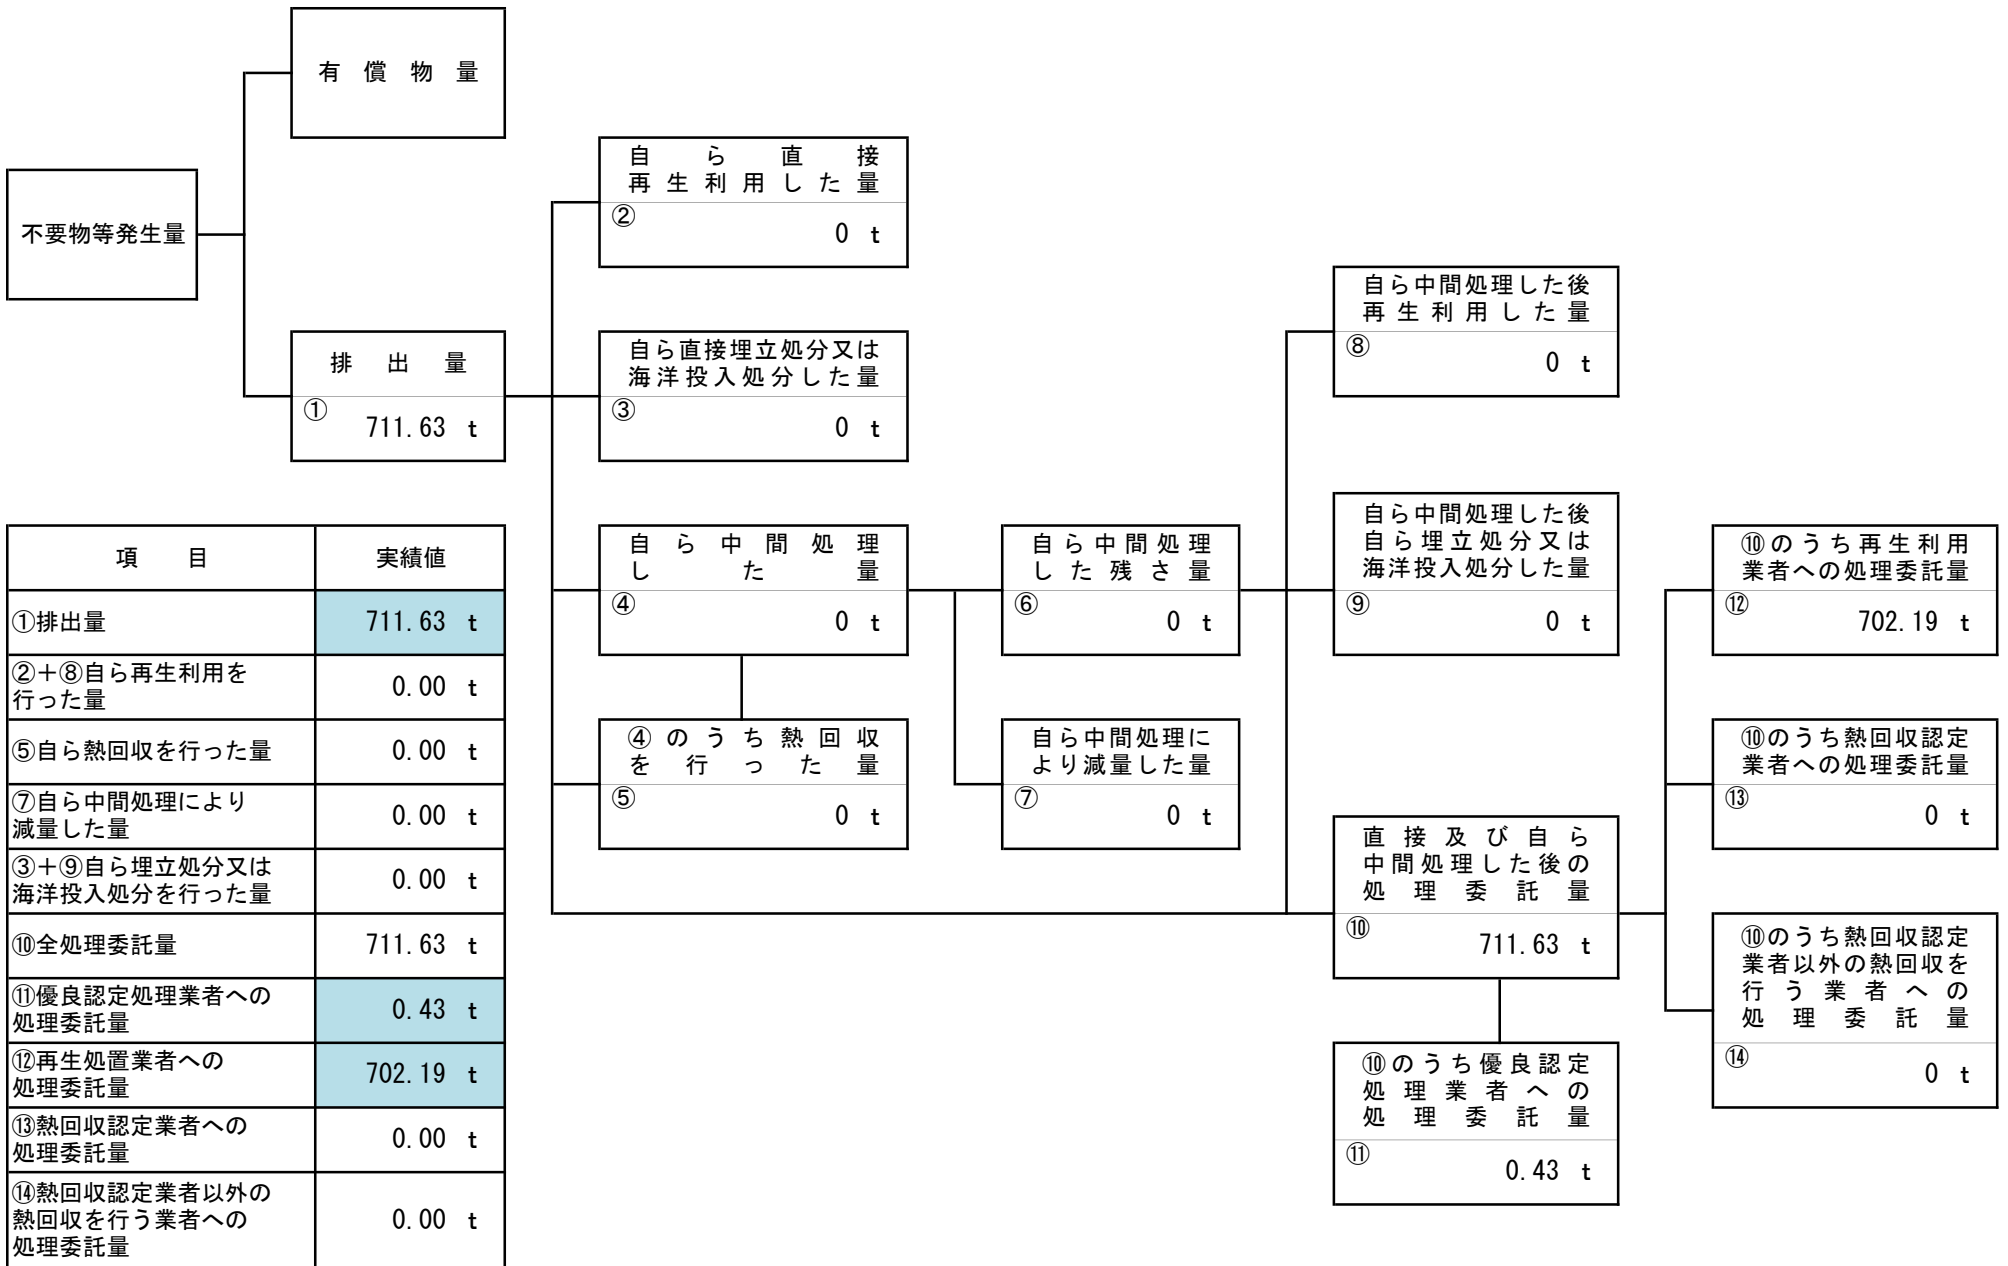 有償物量
不要物等発生量
排出量
① 711.63 t
自ら直接
再生利用した量
② 0 t
自ら直接埋立処分又は
海洋投入処分した量
③ 0 t
自ら中間処理
した量
④ 0 t
④のうち熱回収
を行った量
⑤ 0 t
自ら中間処理
した残さ量
⑥ 0 t
自ら中間処理に
より減量した量
⑦ 0 t
自ら中間処理した後
再生利用した量
⑧ 0 t
自ら中間処理した後
自ら埋立処分又は
海洋投入処分した量
⑨ 0 t
直接及び自ら
中間処理した後の
処理委託量
⑩ 711.63 t
⑩のうち優良認定
処理業者への
処理委託量
⑪ 0.43 t
⑩のうち再生利用
業者への処理委託量
⑫ 702.19 t
⑩のうち熱回収認定
業者への処理委託量
⑬ 0 t
⑩のうち熱回収認定
業者以外の熱回収を
行う業者への
処理委託量
⑭ 0 t
項目 実績値
①排出量 711.63 t
②＋⑧自ら再生利用を
行った量 0.00 t
⑤自ら熱回収を行った量 0.00 t
⑦自ら中間処理により
減量した量 0.00 t
③＋⑨自ら埋立処分又は
海洋投入処分を行った量 0.00 t
⑩全処理委託量 711.63 t
⑪優良認定処理業者への
処理委託量 0.43 t
⑫再生処置業者への
処理委託量 702.19 t
⑬熱回収認定業者への
処理委託量 0.00 t
⑭熱回収認定業者以外の
熱回収を行う業者への
処理委託量 0.00 t